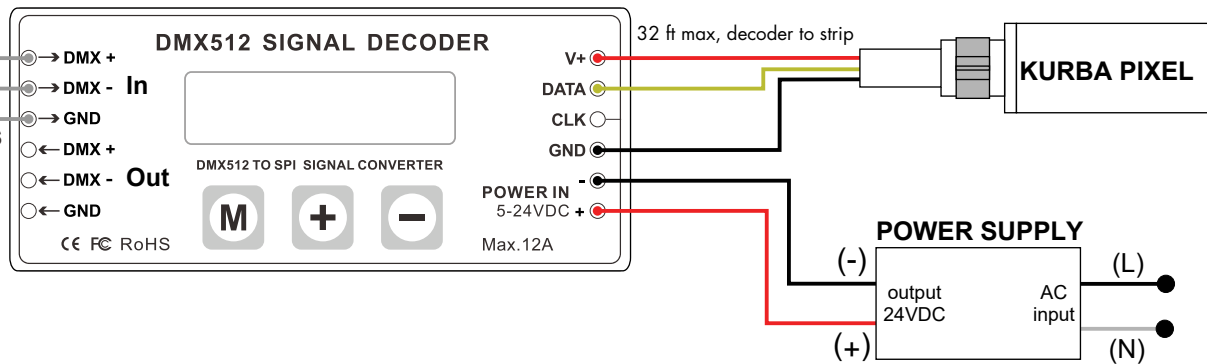 DMX512 SIGNAL DECODER
DMX +
DMX - In
GND
DMX +
DMX - Out
GND
CE FC RoHS
DMX512 TO SPI SIGNAL CONVERTER
M + −
V+
DATA
CLK
GND
-
POWER IN
5-24VDC +
Max.12A
32 ft max, decoder to strip
KURBA PIXEL
POWER SUPPLY
(-)
(+)
output
24VDC
AC
input
(L)
(N)